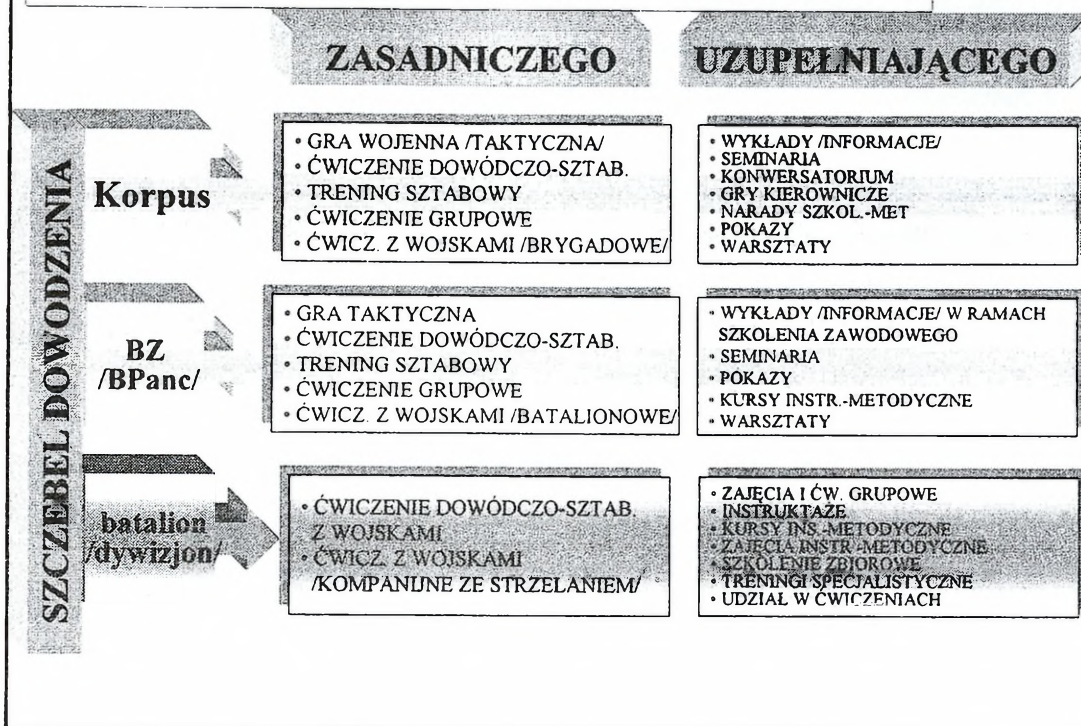 ZASADNICZEGO
UZUPEŁNIAJĄCEGO
SZCZEBEL DOWODZENIA
Korpus
• GRA WOJENNA /TAKTYCZNA/
• ĆWICZENIE DOWÓDCZO-SZTAB.
• TRENING SZTABOWY
• ĆWICZENIE GRUPOWE
• ĆWICZ. Z WOJSKAMI /BRYGADOWE/
• WYKŁADY /INFORMACJE/
• SEMINARIA
• KONWERSATORIUM
• GRY KIEROWNICZE
• NARADY SZKOL.-MET
• POKAZY
• WARSZTATY
BZ
/BPanc/
• GRA TAKTYCZNA
• ĆWICZENIE DOWÓDCZO-SZTAB.
• TRENING SZTABOWY
• ĆWICZENIE GRUPOWE
• ĆWICZ. Z WOJSKAMI /BATALIONOWE/
• WYKŁADY /INFORMACJE/ W RAMACH
SZKOLENIA ZAWODOWEGO
• SEMINARIA
• POKAZY
• KURSY INSTR.-METODYCZNE
• WARSZTATY
batalion
/dywizjon/
• ĆWICZENIE DOWÓDCZO-SZTAB.
Z WOJSKAMI
• ĆWICZ. Z WOJSKAMI
/KOMPANIJNE ZE STRZELANIEM/
• ZAJĘCIA I ĆW. GRUPOWE
• INSTRUKTAŻE
• KURSY INS.-METODYCZNE
• ZAJĘCIA INSTR.-METODYCZNE
• SZKOLENIE ZBIOROWE
• TRENINGI SPECJALISTYCZNE
• UDZIAŁ W ĆWICZENIACH